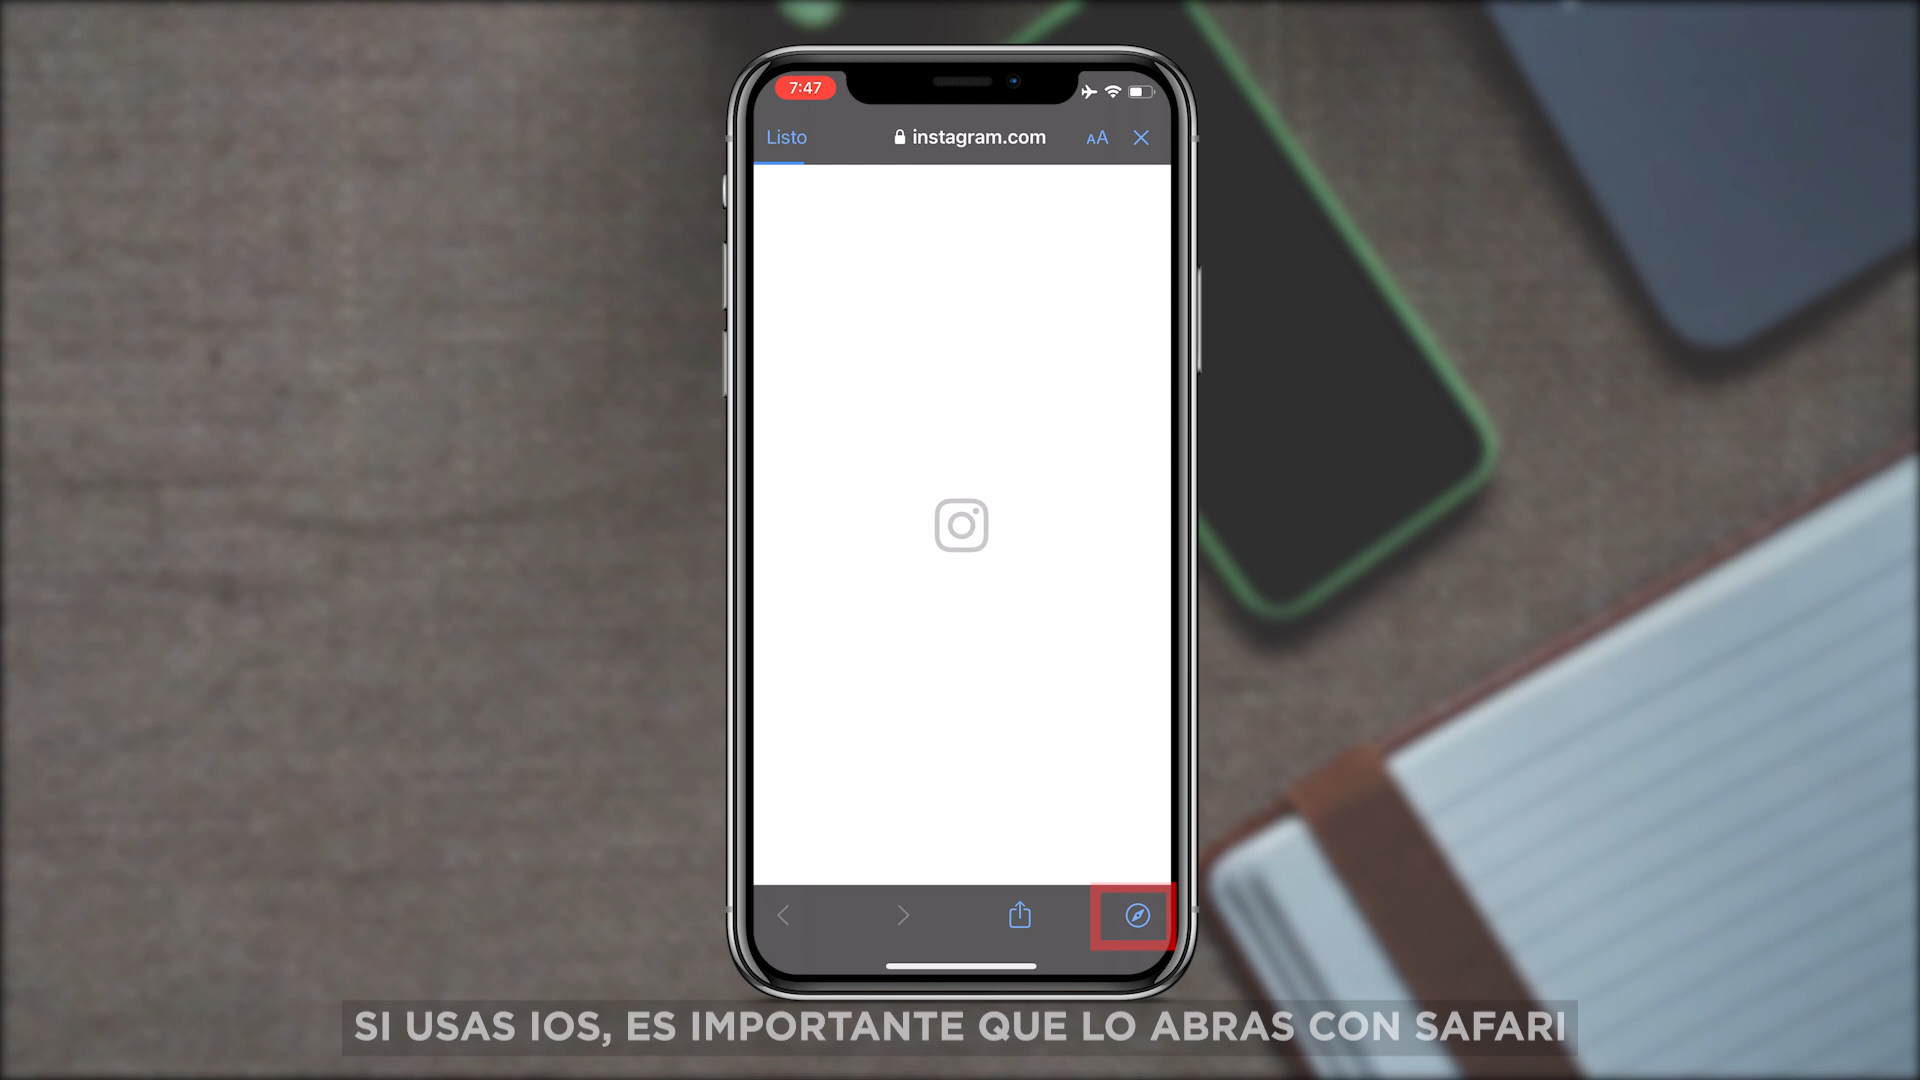 7:47
Listo
instagram.com
AA
SI USAS IOS, ES IMPORTANTE QUE LO ABRAS CON SAFARI